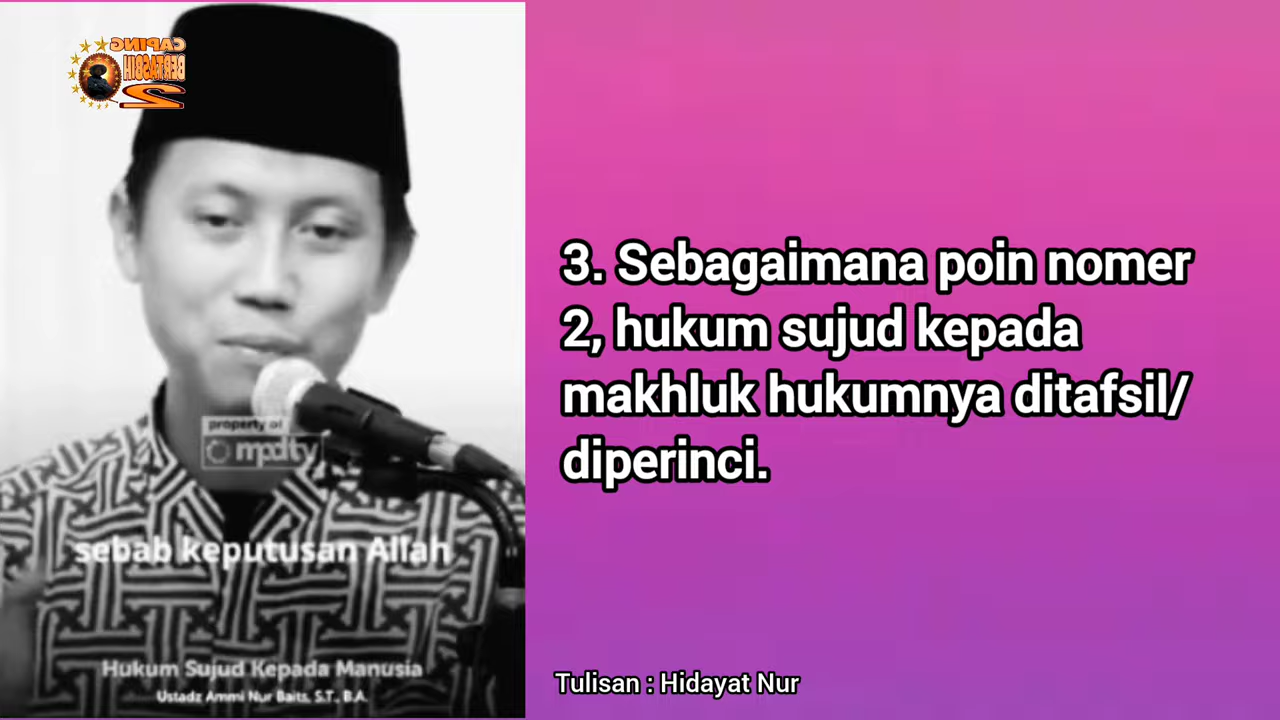 CAPING
BERTASBIH
2
property of
mpdity
sebab keputusan Allah
Hukum Sujud Kepada Manusia
Ustadz Ammi Nur Baits, S.T., B.A.
3. Sebagaimana poin nomer
2, hukum sujud kepada
makhluk hukumnya ditafsil/
diperinci.
Tulisan : Hidayat Nur